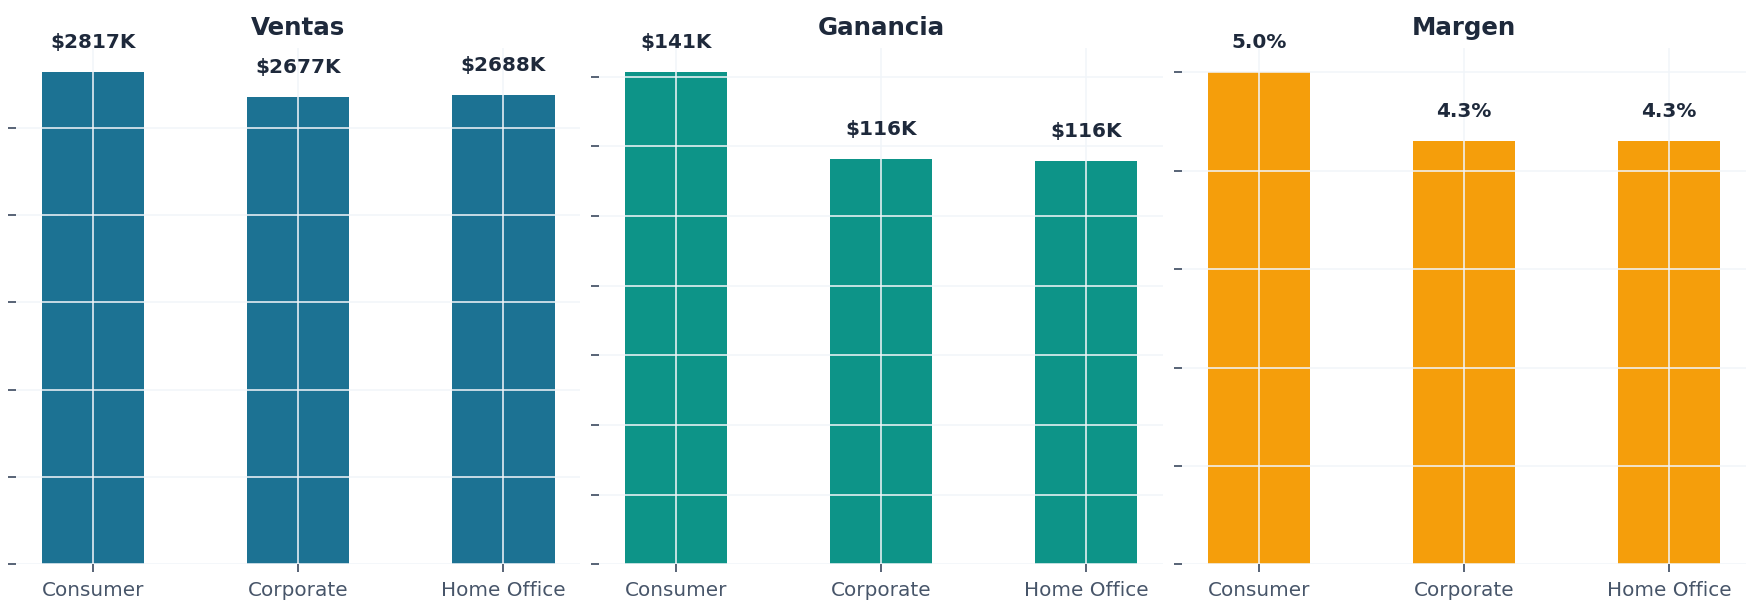 Ventas
$2817K
$2677K
$2688K
Consumer
Corporate
Home Office
Ganancia
$141K
$116K
$116K
Consumer
Corporate
Home Office
Margen
5.0%
4.3%
4.3%
Consumer
Corporate
Home Office